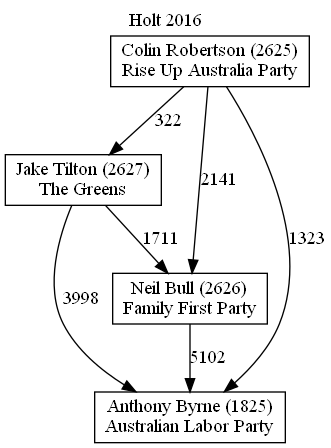 Holt 2016
Colin Robertson (2625)
Rise Up Australia Party
322
Jake Tilton (2627)
The Greens
2141
1711
1323
Neil Bull (2626)
Family First Party
3998
5102
Anthony Byrne (1825)
Australian Labor Party